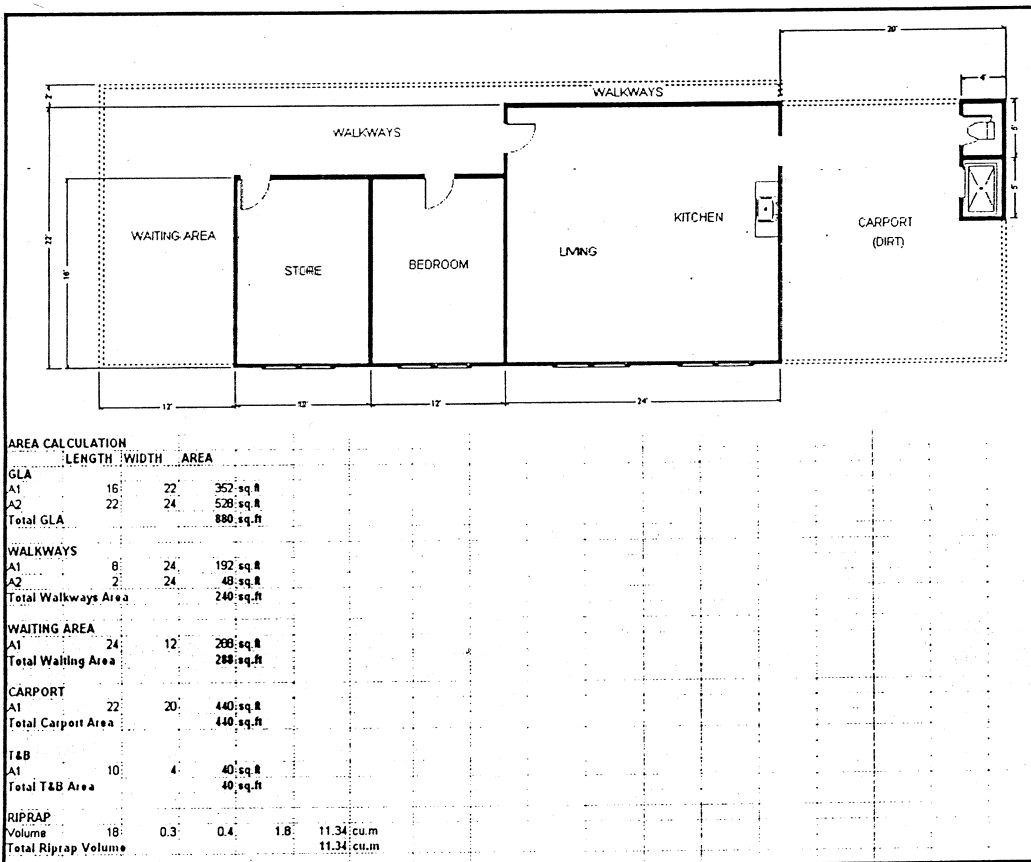 20'
4'
2'
WALKWAYS
WALKWAYS
5'
5'
22'
16'
WAITING AREA
STORE
BEDROOM
LIVING
KITCHEN
CARPORT
(DIRT)
12'
12'
12'
24'
AREA CALCULATION
LENGTH WIDTH AREA
GLA
A1 16 22 352 sq.ft
A2 22 24 528 sq.ft
Total GLA 880 sq.ft
WALKWAYS
A1 8 24 192 sq.ft
A2 2 24 48 sq.ft
Total Walkways Area 240 sq.ft
WAITING AREA
A1 24 12 288 sq.ft
Total Waiting Area 288 sq.ft
CARPORT
A1 22 20 440 sq.ft
Total Carport Area 440 sq.ft
T&B
A1 10 4 40 sq.ft
Total T&B Area 40 sq.ft
RIPRAP
Volume 18 0.3 0.4 1.8 11.34 cu.m
Total Riprap Volume 11.34 cu.m